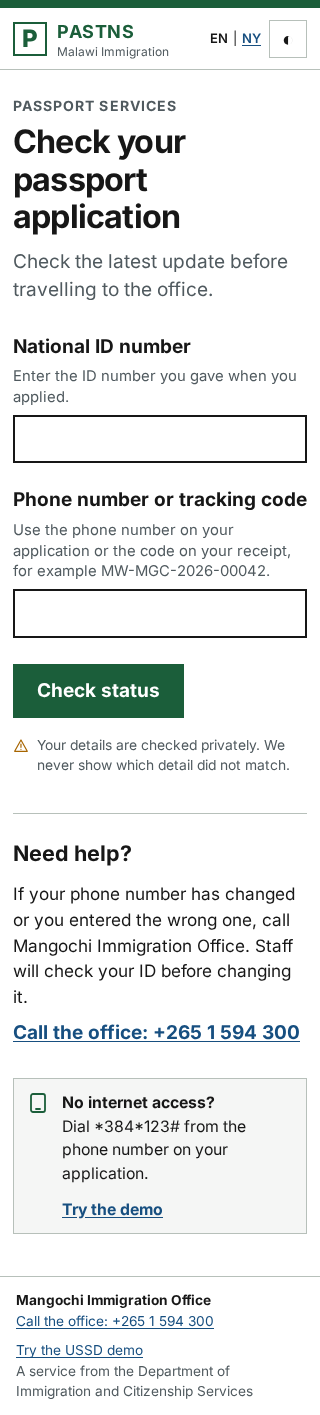 P
PASTNS
Malawi Immigration
EN | NY
PASSPORT SERVICES
Check your
passport
application
Check the latest update before
travelling to the office.
National ID number
Enter the ID number you gave when you
applied.
Phone number or tracking code
Use the phone number on your
application or the code on your receipt,
for example MW-MGC-2026-00042.
Check status
Your details are checked privately. We
never show which detail did not match.
Need help?
If your phone number has changed
or you entered the wrong one, call
Mangochi Immigration Office. Staff
will check your ID before changing
it.
Call the office: +265 1 594 300
No internet access?
Dial *384*123# from the
phone number on your
application.
Try the demo
Mangochi Immigration Office
Call the office: +265 1 594 300
Try the USSD demo
A service from the Department of
Immigration and Citizenship Services